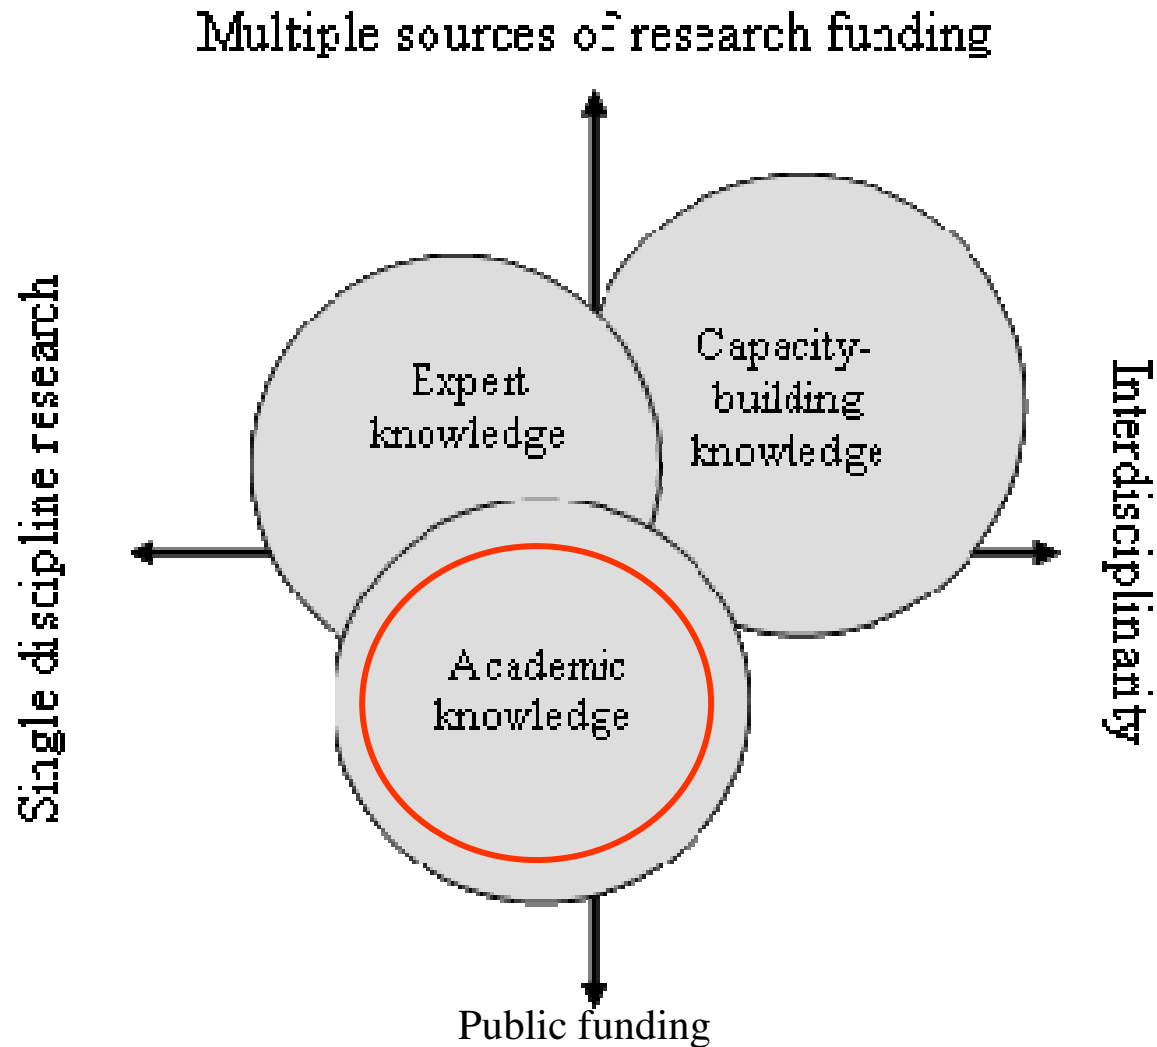 Multiple sources of research funding
Single discipline research
Expert
knowledge
Capacity-
building
knowledge
Interdisciplinarity
Academic
knowledge
Public funding